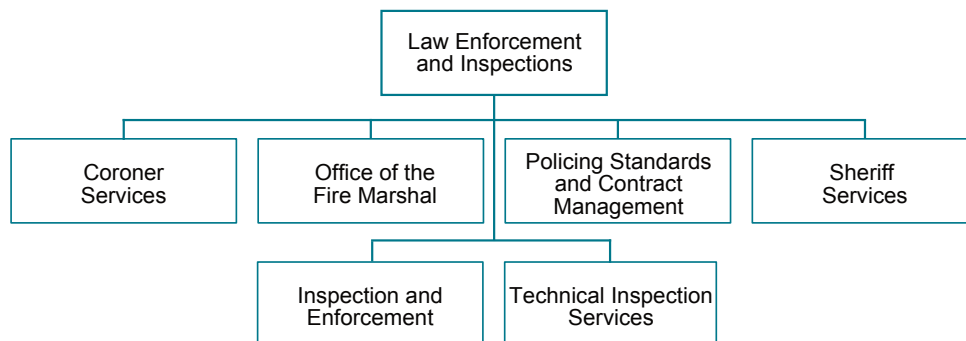 Law Enforcement
and Inspections
Coroner
Services
Office of the
Fire Marshal
Policing Standards
and Contract
Management
Sheriff
Services
Inspection and
Enforcement
Technical Inspection
Services